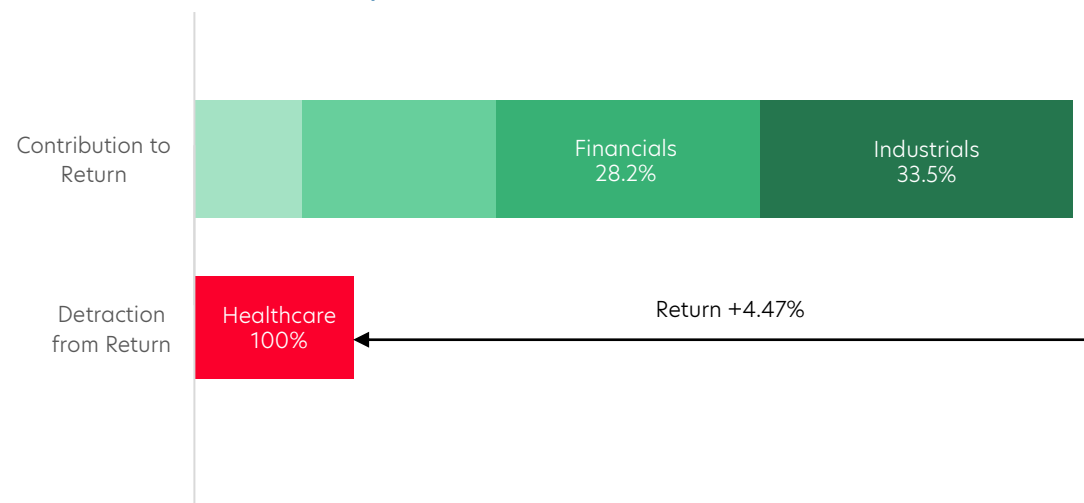 Contribution to
Return
Financials
28.2%
Industrials
33.5%
Detraction
from Return
Healthcare
100%
Return +4.47%